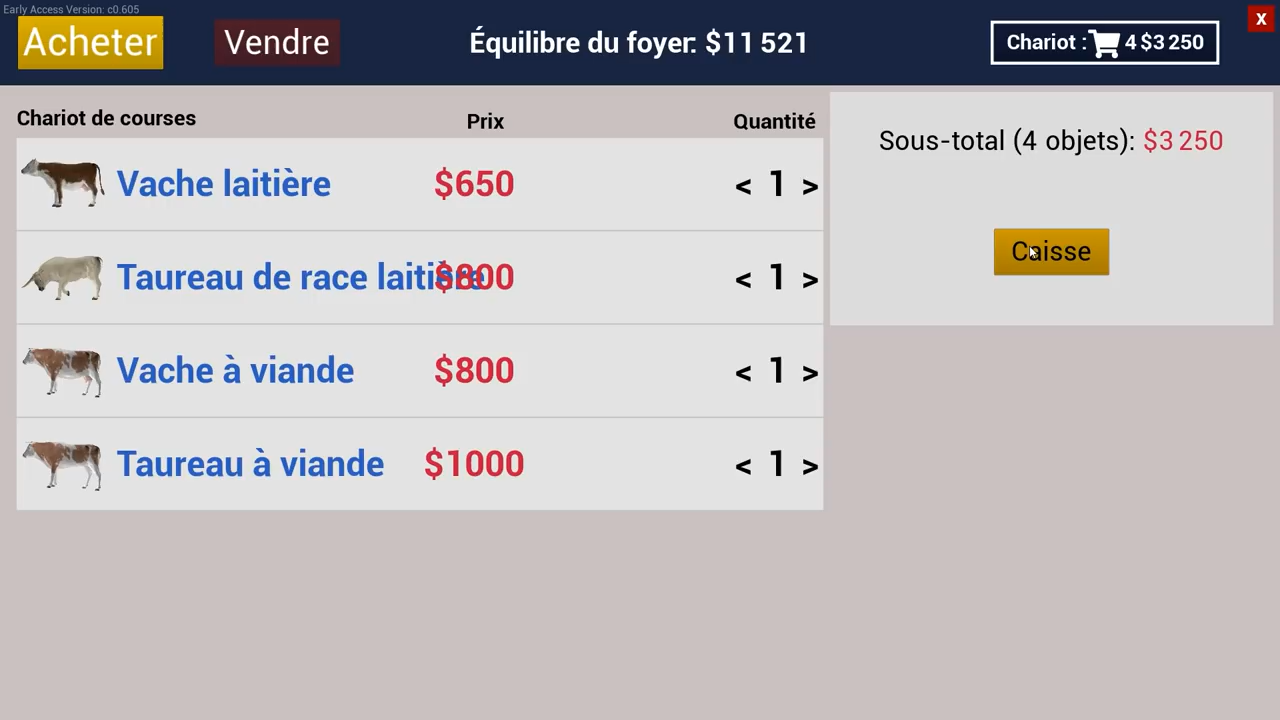 Early Access Version: c0.605
Acheter
Vendre
Équilibre du foyer: $11 521
Chariot : 4 $3 250
X
Chariot de courses
Prix
Quantité
Vache laitière $650 < 1 >
Taureau de race laitière $800 < 1 >
Vache à viande $800 < 1 >
Taureau à viande $1000 < 1 >
Sous-total (4 objets): $3 250
Caisse